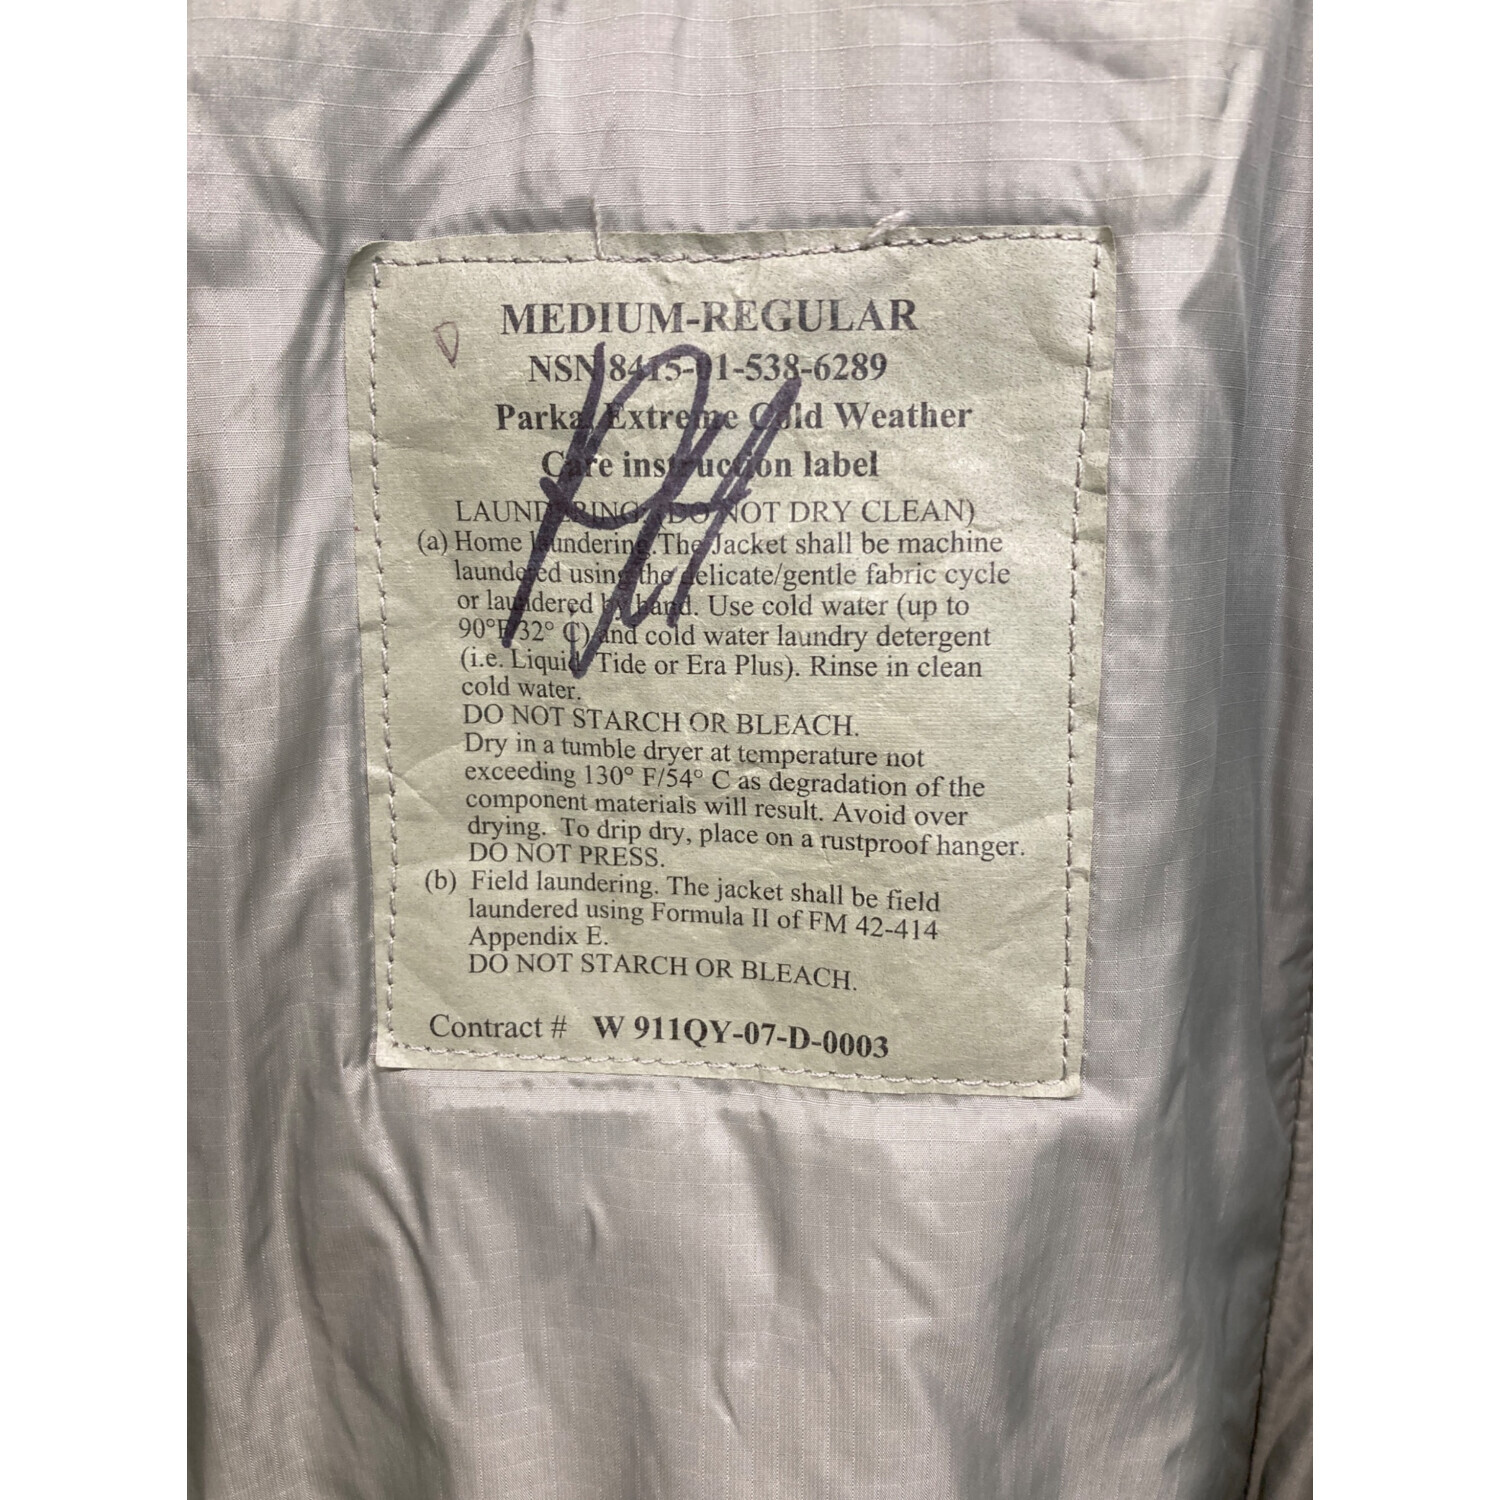 MEDIUM-REGULAR
NSN 8415-01-538-6289
Parka, Extreme Cold Weather
Care instruction label
LAUNDERING. (DO NOT DRY CLEAN)
(a) Home laundering. The Jacket shall be machine
laundered using the delicate/gentle fabric cycle
or laundered by hand. Use cold water (up to
90°F/32° C) and cold water laundry detergent
(i.e. Liquid Tide or Era Plus). Rinse in clean
cold water.
DO NOT STARCH OR BLEACH.
Dry in a tumble dryer at temperature not
exceeding 130° F/54° C as degradation of the
component materials will result. Avoid over
drying. To drip dry, place on a rustproof hanger.
DO NOT PRESS.
(b) Field laundering. The jacket shall be field
laundered using Formula II of FM 42-414
Appendix E.
DO NOT STARCH OR BLEACH.
Contract # W 911QY-07-D-0003